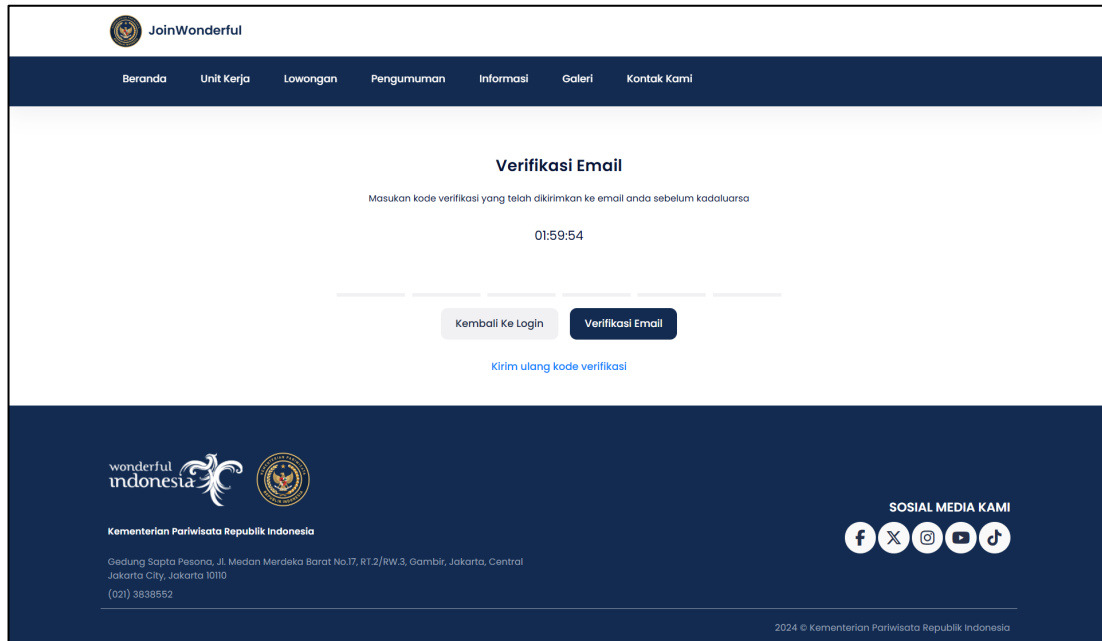 JoinWonderful
Beranda Unit Kerja Lowongan Pengumuman Informasi Galeri Kontak Kami
Verifikasi Email
Masukan kode verifikasi yang telah dikirimkan ke email anda sebelum kadaluarsa
01:59:54
Kembali Ke Login Verifikasi Email
Kirim ulang kode verifikasi
wonderful
indonesia
SOSIAL MEDIA KAMI
Kementerian Pariwisata Republik Indonesia
Gedung Sapta Pesona, Jl. Medan Merdeka Barat No.17, RT.2/RW.3, Gambir, Jakarta, Central
Jakarta City, Jakarta 10110
(021) 3838552
2024 © Kementerian Pariwisata Republik Indonesia